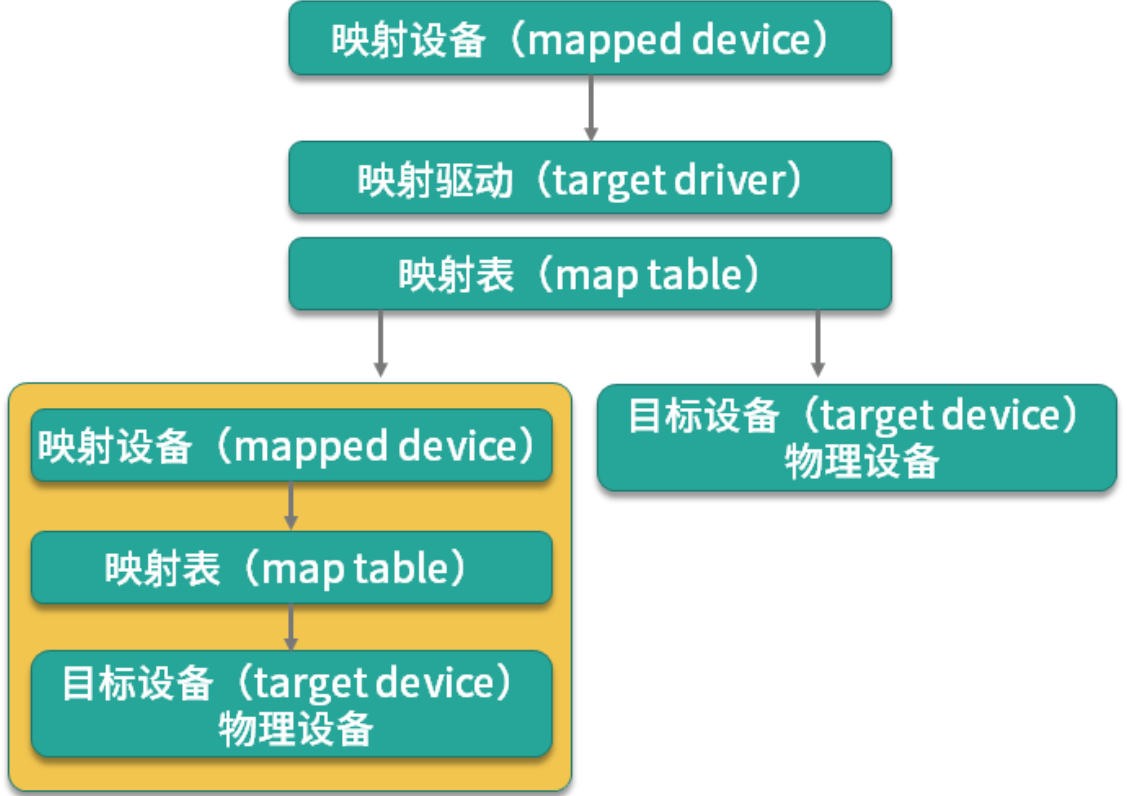 映射设备（mapped device）
映射驱动（target driver）
映射表（map table）
映射设备（mapped device）
映射表（map table）
目标设备（target device）
物理设备
目标设备（target device）
物理设备